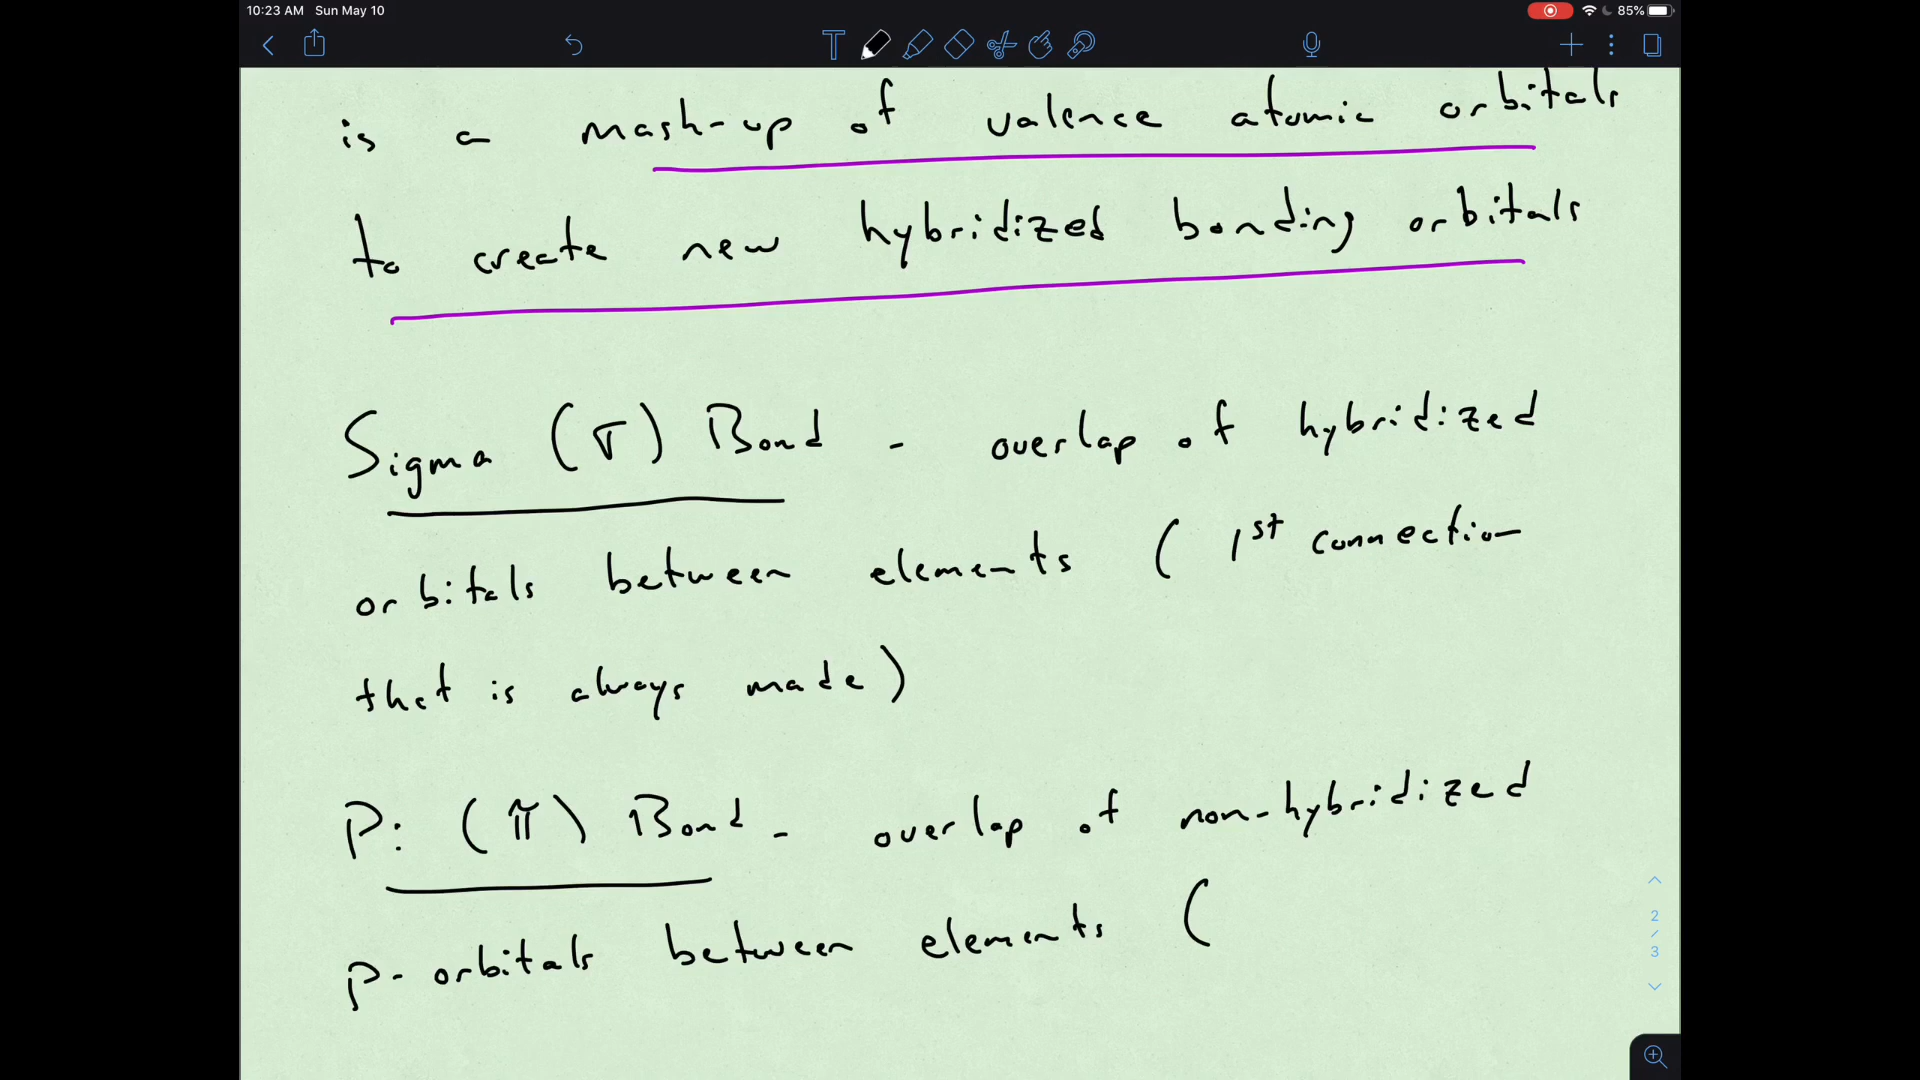 10:23 AM Sun May 10
85%
is a mash-up of valence atomic orbitals
to create new hybridized bonding orbitals
Sigma (σ) Bond - overlap of hybridized
orbitals between elements ( 1st connection
that is always made)
Pi (π) Bond - overlap of non-hybridized
p-orbitals between elements (
2
/
3